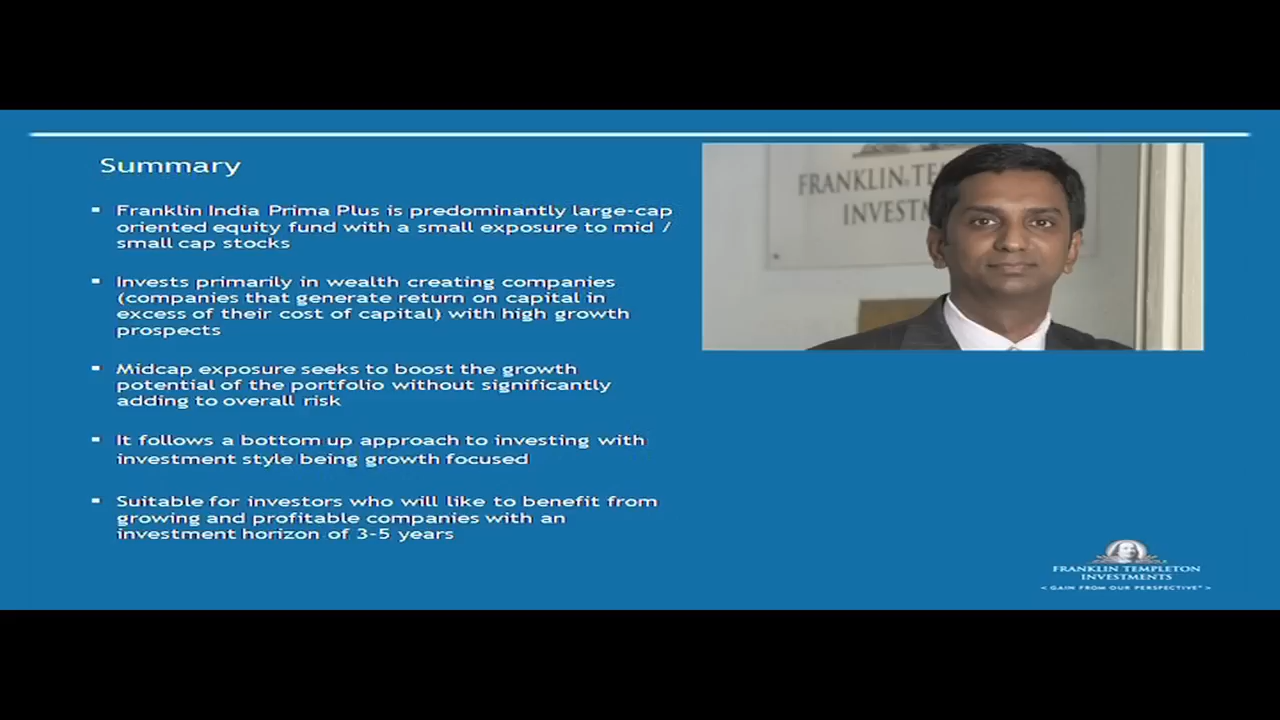 Summary
Franklin India Prima Plus is predominantly large-cap
oriented equity fund with a small exposure to mid /
small cap stocks
Invests primarily in wealth creating companies
(companies that generate return on capital in
excess of their cost of capital) with high growth
prospects
Midcap exposure seeks to boost the growth
potential of the portfolio without significantly
adding to overall risk
It follows a bottom up approach to investing with
investment style being growth focused
Suitable for investors who will like to benefit from
growing and profitable companies with an
investment horizon of 3-5 years
FRANKLIN TE
INVESTM
FRANKLIN TEMPLETON
INVESTMENTS
< GAIN FROM OUR PERSPECTIVE® >